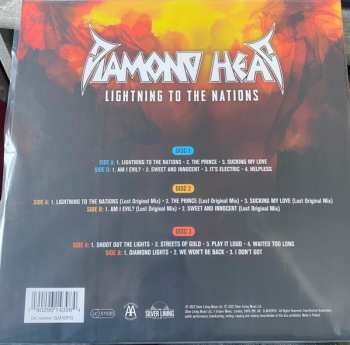 DIAMOND HEAD
LIGHTNING TO THE NATIONS
DISC 1
SIDE A: 1. LIGHTNING TO THE NATIONS • 2. THE PRINCE • 3. SUCKING MY LOVE
SIDE B: 1. AM I EVIL? • 2. SWEET AND INNOCENT • 3. IT'S ELECTRIC • 4. HELPLESS
DISC 2
SIDE A: 1. LIGHTNING TO THE NATIONS (Lost Original Mix) • 2. THE PRINCE (Lost Original Mix) • 3. SUCKING MY LOVE (Lost Original Mix)
SIDE B: 1. AM I EVIL? (Lost Original Mix) • 2. SWEET AND INNOCENT (Lost Original Mix)
DISC 3
SIDE A: 1. SHOOT OUT THE LIGHTS • 2. STREETS OF GOLD • 3. PLAY IT LOUD • 4. WAITED TOO LONG
SIDE B: 1. DIAMOND LIGHTS • 2. WE WON'T BE BACK • 3. I DON'T GOT
SILVER LINING